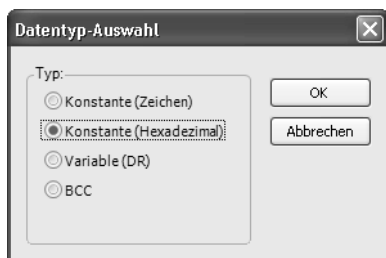 Datentyp-Auswahl
Typ:
Konstante (Zeichen)
Konstante (Hexadezimal)
Variable (DR)
BCC
OK
Abbrechen